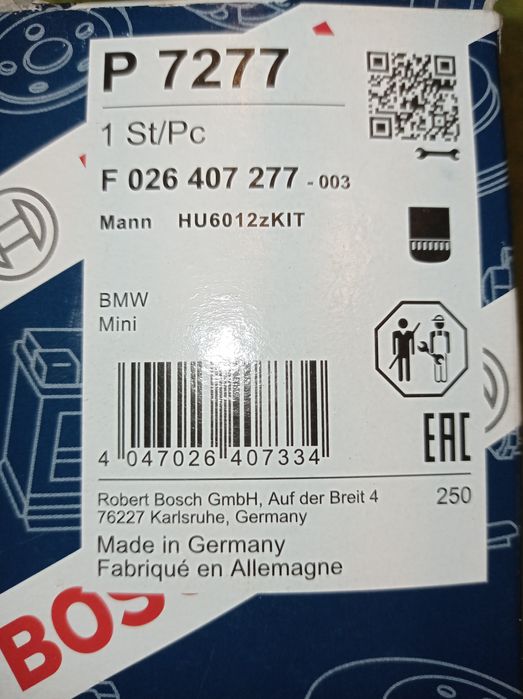 P 7277
1 St/Pc
F 026 407 277 - 003
Mann HU6012zKIT
BMW
Mini
EAC
4 047026 407334
Robert Bosch GmbH, Auf der Breit 4 250
76227 Karlsruhe, Germany
Made in Germany
Fabriqué en Allemagne
BOS